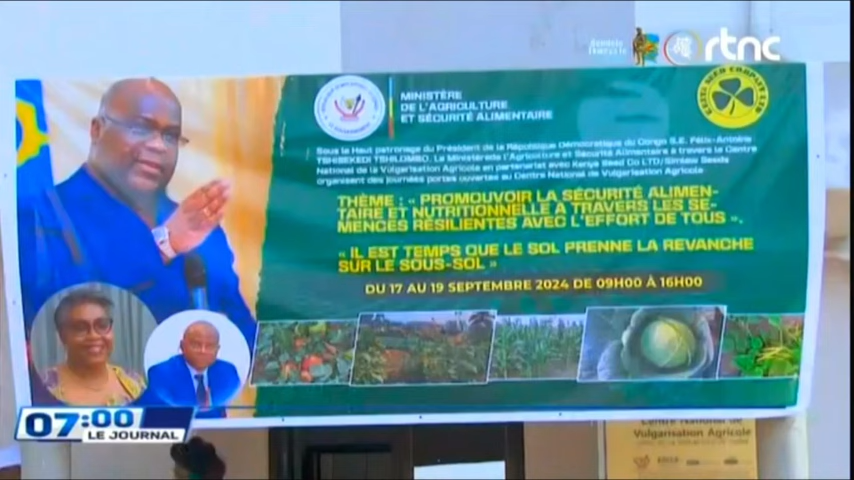 rtnc
MINISTÈRE
DE L'AGRICULTURE
ET SÉCURITÉ ALIMENTAIRE
KENYA SEED COMPANY LTD
Sous le Haut patronage du Président de la République Démocratique du Congo S.E. Félix-Antoine
TSHISEKEDI TSHILOMBO, Le Ministère de l'Agriculture et Sécurité Alimentaire à travers le Centre
National de la Vulgarisation Agricole en partenariat avec Kenya Seed Co LTD/Simlaw Seeds
organisent des journées portes ouvertes au Centre National de Vulgarisation Agricole
THÈME : « PROMOUVOIR LA SÉCURITÉ ALIMEN-
TAIRE ET NUTRITIONNELLE À TRAVERS LES SE-
MENCES RÉSILIENTES AVEC L'EFFORT DE TOUS ».
« IL EST TEMPS QUE LE SOL PRENNE LA REVANCHE
SUR LE SOUS-SOL »
DU 17 AU 19 SEPTEMBRE 2024 DE 09H00 À 16H00
07:00
LE JOURNAL
Centre National de
Vulgarisation Agricole